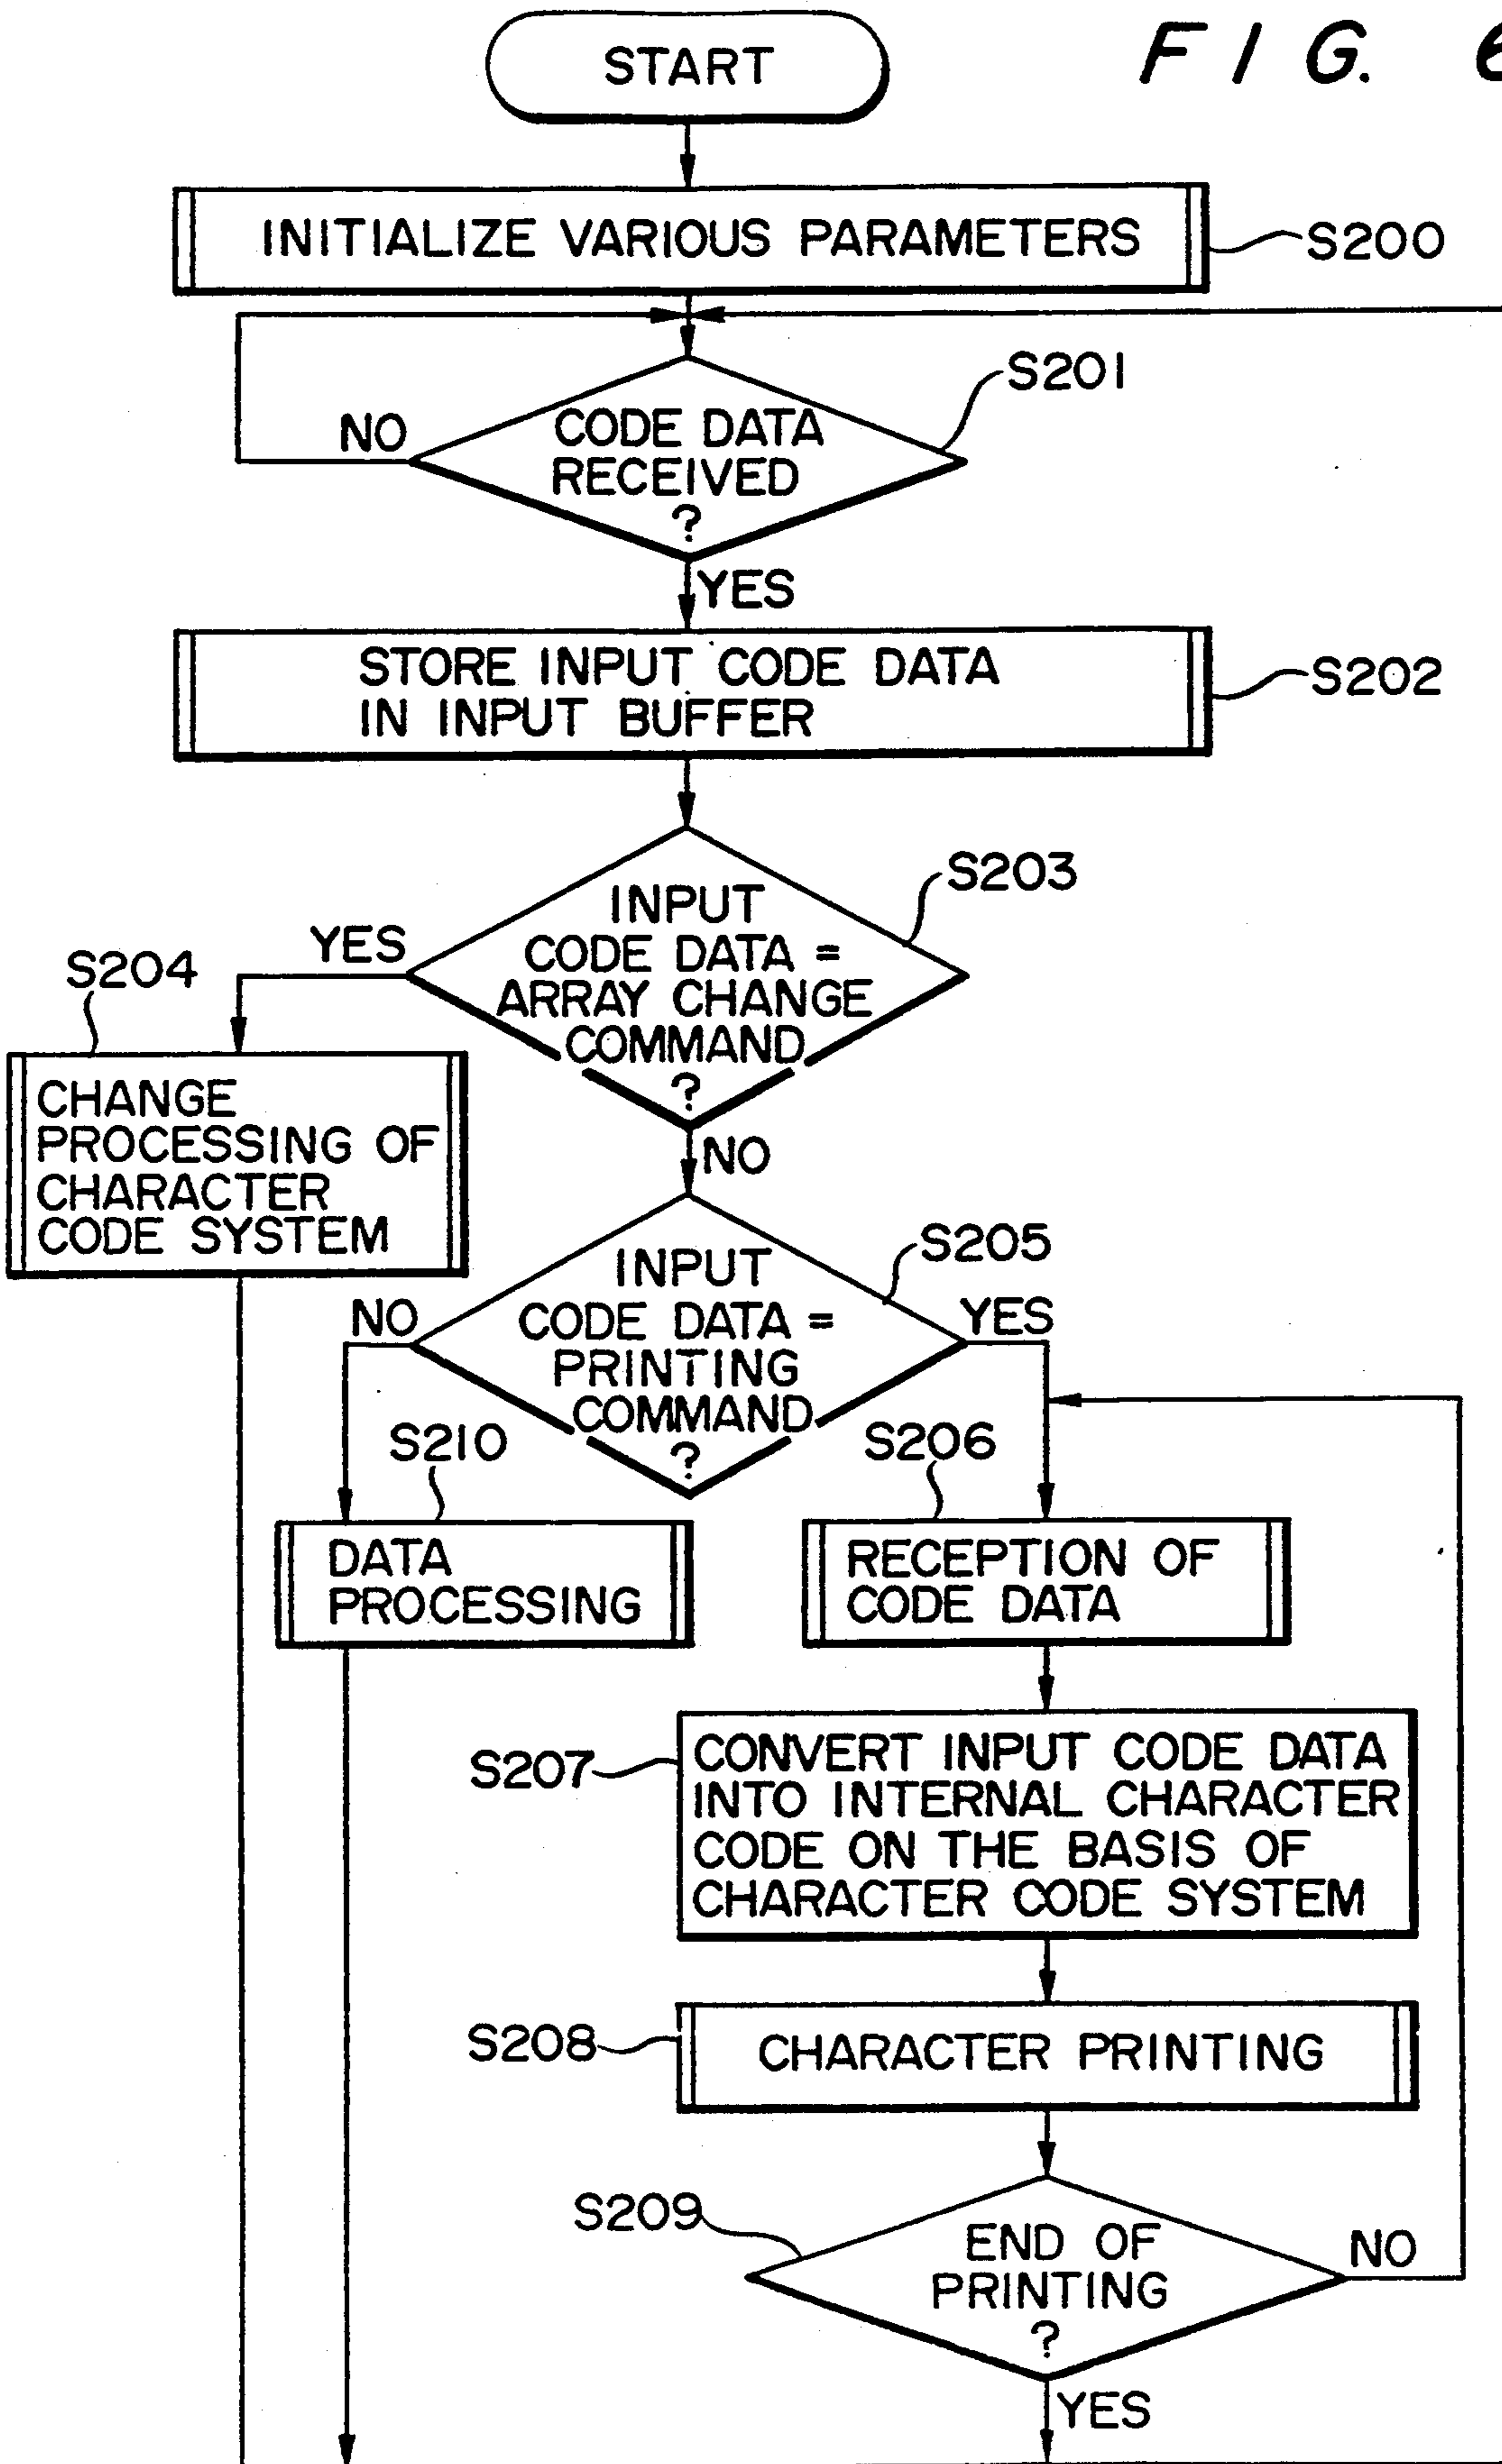 FIG. 6
START
INITIALIZE VARIOUS PARAMETERS
S200
S201
NO
CODE DATA
RECEIVED
?
YES
STORE INPUT CODE DATA
IN INPUT BUFFER
S202
S203
INPUT
CODE DATA =
ARRAY CHANGE
COMMAND
?
YES
S204
CHANGE
PROCESSING OF
CHARACTER
CODE SYSTEM
NO
S205
INPUT
CODE DATA =
PRINTING
COMMAND
?
NO
YES
S210
DATA
PROCESSING
S206
RECEPTION OF
CODE DATA
S207
CONVERT INPUT CODE DATA
INTO INTERNAL CHARACTER
CODE ON THE BASIS OF
CHARACTER CODE SYSTEM
S208
CHARACTER PRINTING
S209
END OF
PRINTING
?
NO
YES